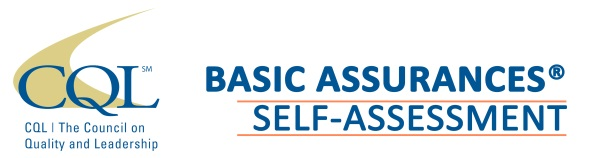 CQL SM
CQL | The Council on
Quality and Leadership
BASIC ASSURANCES®
SELF-ASSESSMENT